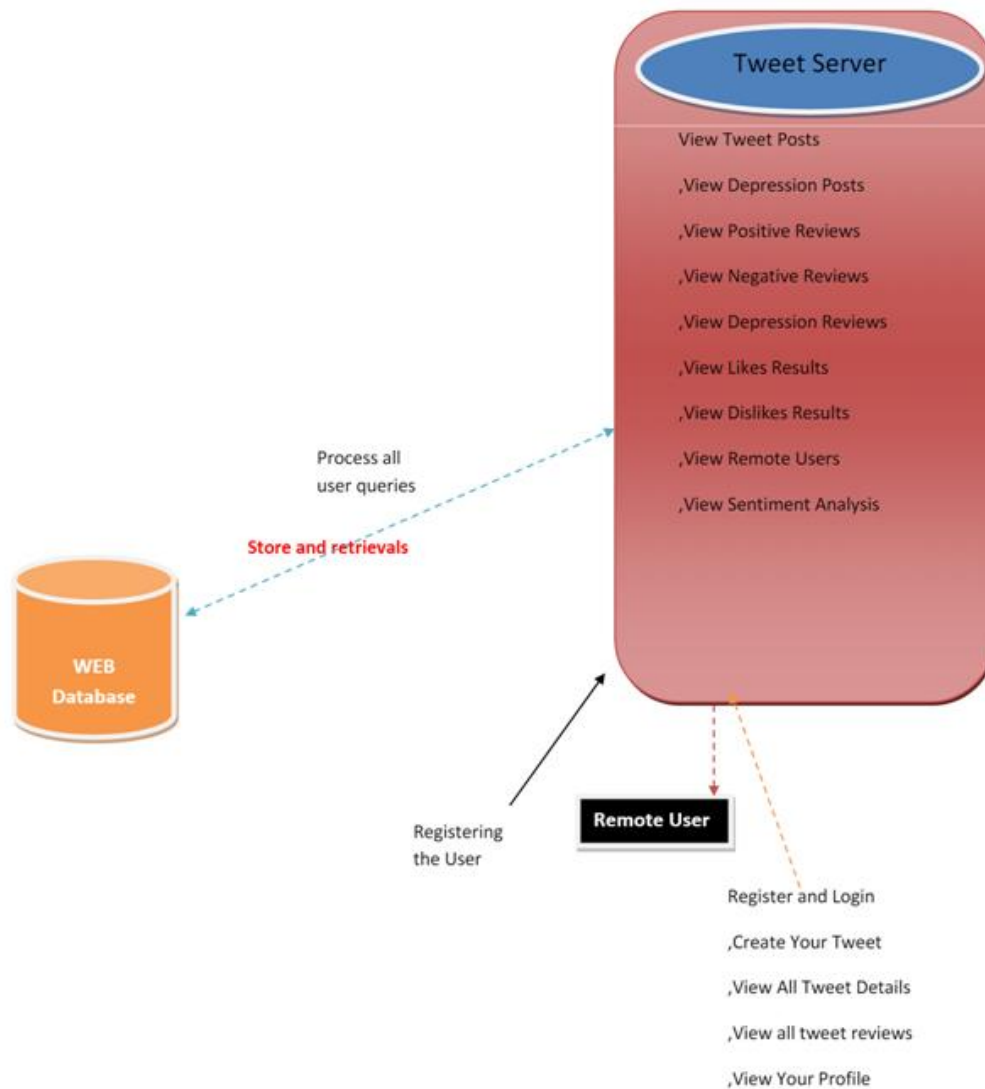 Tweet Server
View Tweet Posts
,View Depression Posts
,View Positive Reviews
,View Negative Reviews
,View Depression Reviews
,View Likes Results
,View Dislikes Results
,View Remote Users
,View Sentiment Analysis
Process all
user queries
Store and retrievals
WEB
Database
Registering
the User
Remote User
Register and Login
,Create Your Tweet
,View All Tweet Details
,View all tweet reviews
,View Your Profile